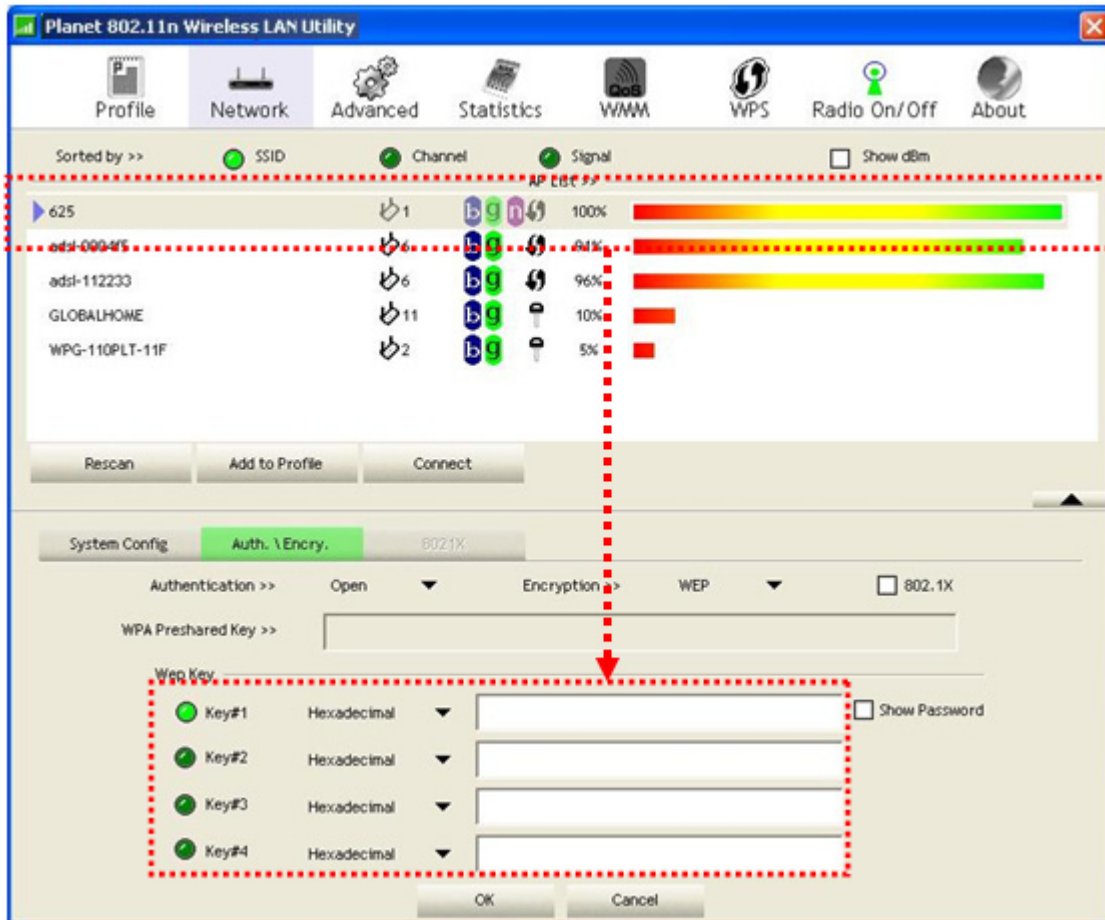 Planet 802.11n Wireless LAN Utility
Profile Network Advanced Statistics WMM WPS Radio On/Off About
P QoS
Sorted by >> SSID Channel Signal Show dBm
AP List >>
625 1 b g n 100%
6 b g 94%
adsl-112233 6 b g 96%
GLOBALHOME 11 b g 10%
WPG-110PLT-11F 2 b g 5%
Rescan Add to Profile Connect
System Config Auth. \ Encry. 8021X
Authentication >> Open Encryption >> WEP 802.1X
WPA Preshared Key >>
Wep Key
Key#1 Hexadecimal Show Password
Key#2 Hexadecimal
Key#3 Hexadecimal
Key#4 Hexadecimal
OK Cancel